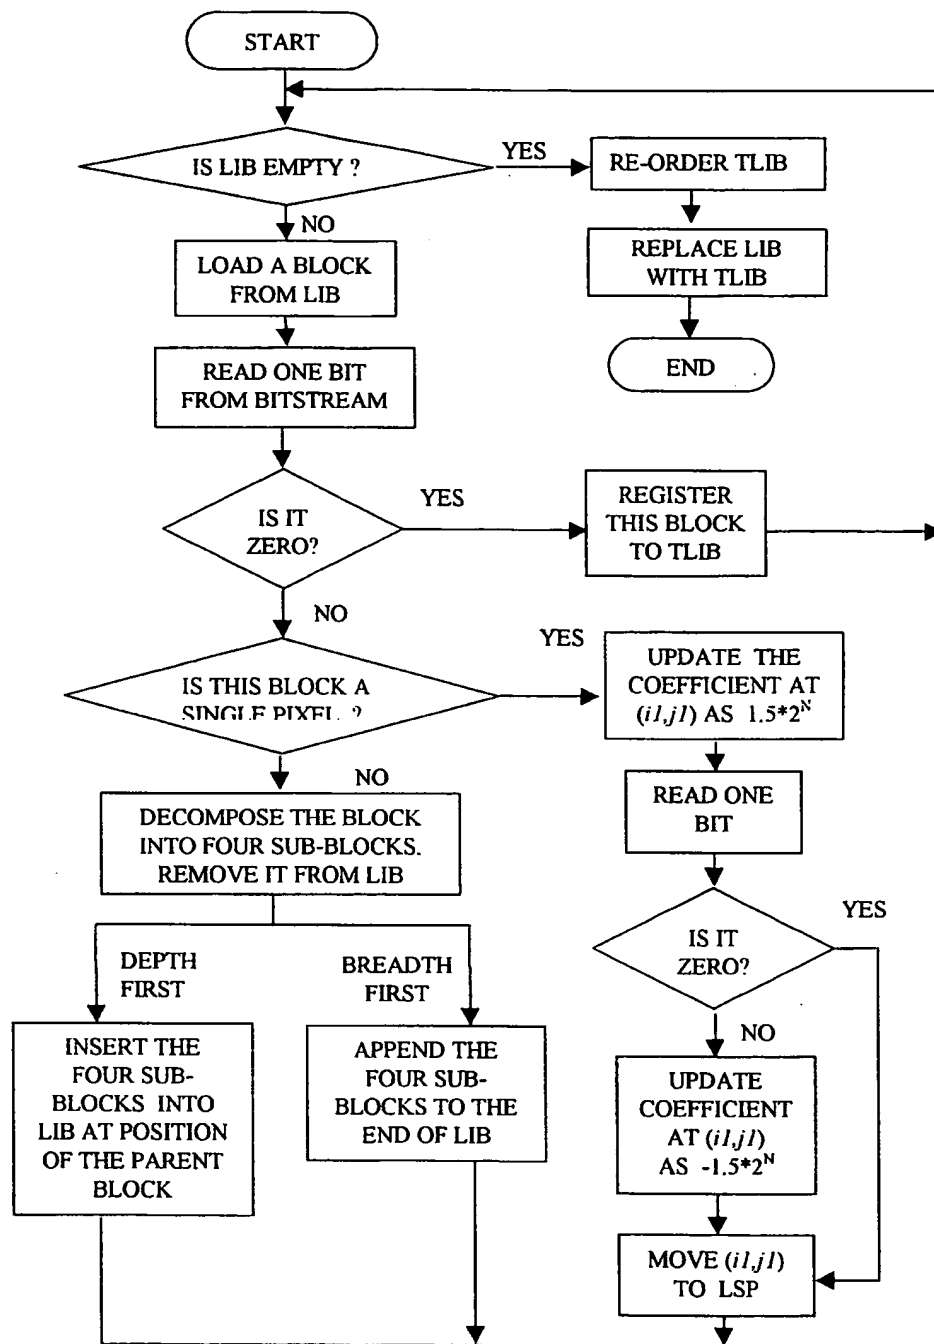 START
IS LIB EMPTY ?
YES
RE-ORDER TLIB
NO
LOAD A BLOCK
FROM LIB
REPLACE LIB
WITH TLIB
READ ONE BIT
FROM BITSTREAM
END
IS IT
ZERO?
YES
REGISTER
THIS BLOCK
TO TLIB
NO
IS THIS BLOCK A
SINGLE PIXEL ?
YES
UPDATE THE
COEFFICIENT AT
(i1,j1) AS 1.5*2^N
NO
READ ONE
BIT
DECOMPOSE THE BLOCK
INTO FOUR SUB-BLOCKS.
REMOVE IT FROM LIB
IS IT
ZERO?
YES
DEPTH
FIRST
BREADTH
FIRST
NO
INSERT THE
FOUR SUB-
BLOCKS INTO
LIB AT POSITION
OF THE PARENT
BLOCK
APPEND THE
FOUR SUB-
BLOCKS TO THE
END OF LIB
UPDATE
COEFFICIENT
AT (i1,j1)
AS -1.5*2^N
MOVE (i1,j1)
TO LSP